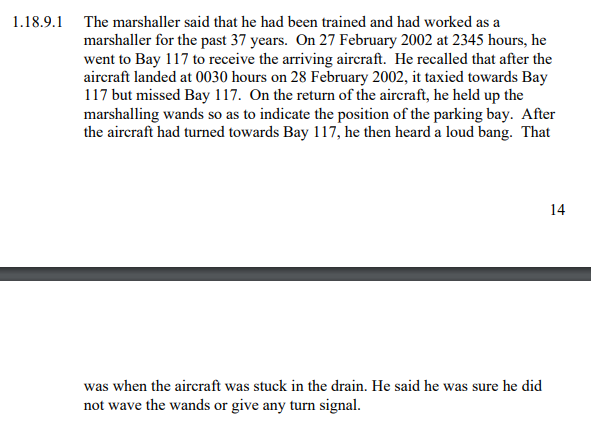 1.18.9.1 The marshaller said that he had been trained and had worked as a
marshaller for the past 37 years. On 27 February 2002 at 2345 hours, he
went to Bay 117 to receive the arriving aircraft. He recalled that after the
aircraft landed at 0030 hours on 28 February 2002, it taxied towards Bay
117 but missed Bay 117. On the return of the aircraft, he held up the
marshalling wands so as to indicate the position of the parking bay. After
the aircraft had turned towards Bay 117, he then heard a loud bang. That
14
was when the aircraft was stuck in the drain. He said he was sure he did
not wave the wands or give any turn signal.